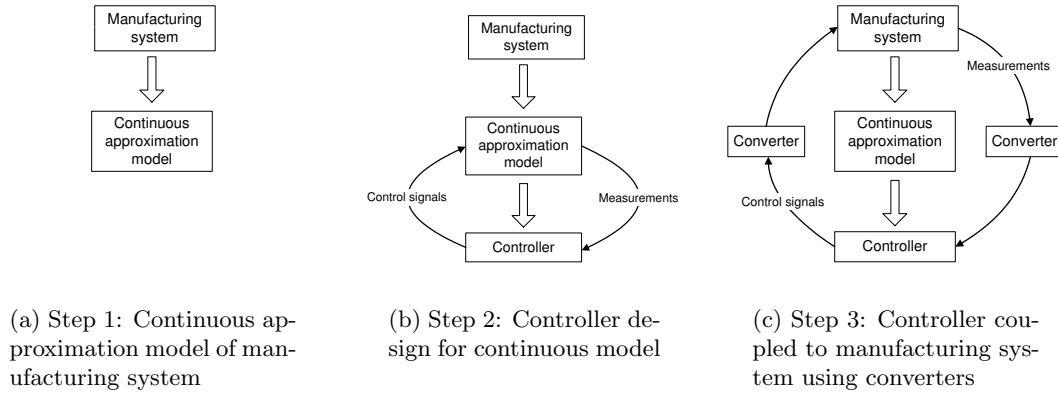 Manufacturing
system
Continuous
approximation
model
(a) Step 1: Continuous ap-
proximation model of man-
ufacturing system
Manufacturing
system
Continuous
approximation
model
Control signals
Measurements
Controller
(b) Step 2: Controller de-
sign for continuous model
Manufacturing
system
Measurements
Converter
Continuous
approximation
model
Converter
Control signals
Controller
(c) Step 3: Controller cou-
pled to manufacturing sys-
tem using converters